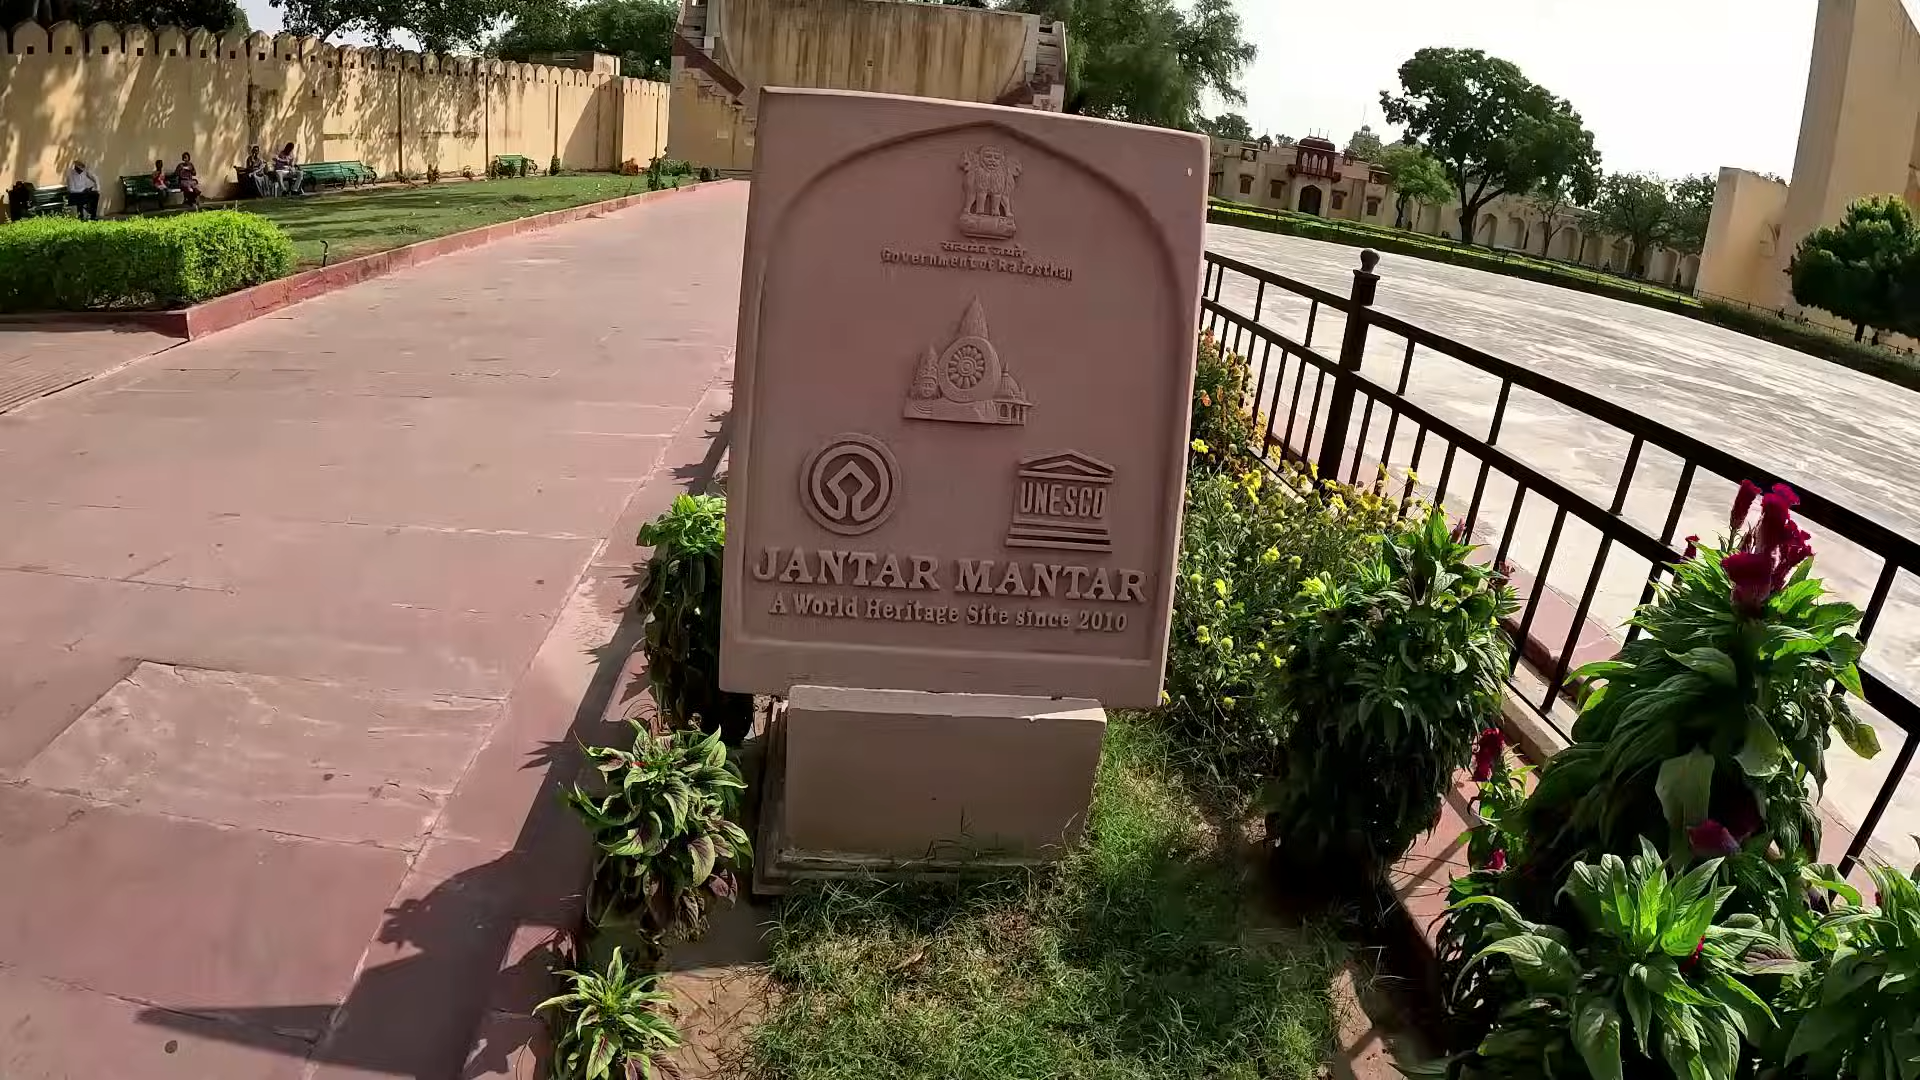 सत्यमेव जयते
Government of Rajasthan
UNESCO
JANTAR MANTAR
A World Heritage Site since 2010